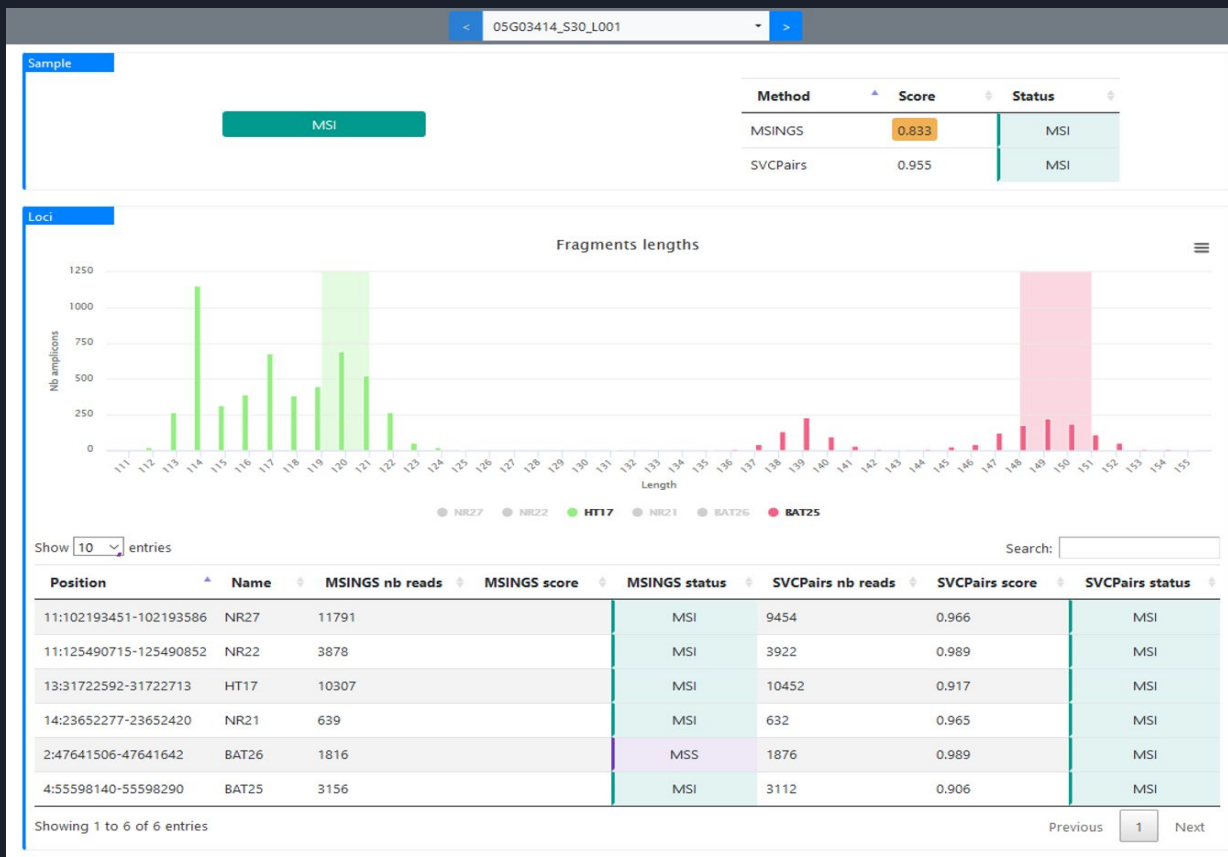 < 05G03414_S30_L001 >
Sample
MSI
Method Score Status
MSINGS 0.833 MSI
SVCPairs 0.955 MSI
Loci
Fragments lengths
Nb amplicons
1250
1000
750
500
250
0
111 112 113 114 115 116 117 118 119 120 121 122 123 124 125 126 127 128 129 130 131 132 133 134 135 136 137 138 139 140 141 142 143 144 145 146 147 148 149 150 151 152 153 154 155
Length
NR27 NR22 HT17 NR21 BAT26 BAT25
Show 10 entries Search:
Position Name MSINGS nb reads MSINGS score MSINGS status SVCPairs nb reads SVCPairs score SVCPairs status
11:102193451-102193586 NR27 11791 MSI 9454 0.966 MSI
11:125490715-125490852 NR22 3878 MSI 3922 0.989 MSI
13:31722592-31722713 HT17 10307 MSI 10452 0.917 MSI
14:23652277-23652420 NR21 639 MSI 632 0.965 MSI
2:47641506-47641642 BAT26 1816 MSS 1876 0.989 MSI
4:55598140-55598290 BAT25 3156 MSI 3112 0.906 MSI
Showing 1 to 6 of 6 entries Previous 1 Next